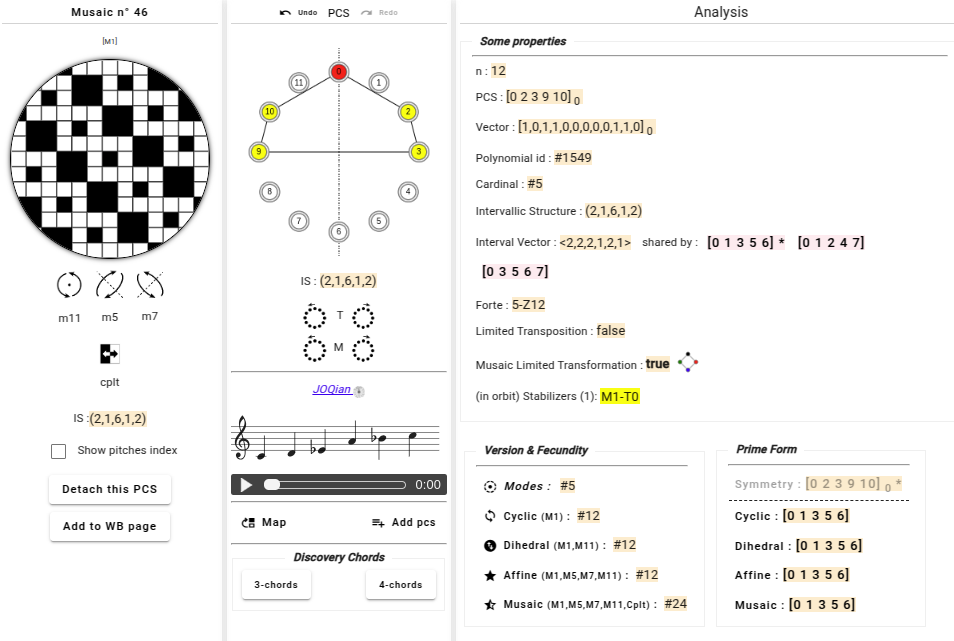 Musaic n° 46
[M1]
m11 m5 m7
cplt
IS :(2,1,6,1,2)
Show pitches index
Detach this PCS
Add to WB page
Undo PCS Redo
0
11 1
10 2
9 3
8 4
7 5
6
IS : (2,1,6,1,2)
T
M
JOQian
0:00
Map Add pcs
Discovery Chords
3-chords 4-chords
Analysis
Some properties
n : 12
PCS : [0 2 3 9 10] 0
Vector : [1,0,1,1,0,0,0,0,0,1,1,0] 0
Polynomial id : #1549
Cardinal : #5
Intervallic Structure : (2,1,6,1,2)
Interval Vector : <2,2,2,1,2,1> shared by : [0 1 3 5 6] * [0 1 2 4 7]
[0 3 5 6 7]
Forte : 5-Z12
Limited Transposition : false
Musaic Limited Transformation : true
(in orbit) Stabilizers (1): M1-T0
Version & Fecundity
Modes : #5
Cyclic (M1) : #12
Dihedral (M1,M11) : #12
Affine (M1,M5,M7,M11) : #12
Musaic (M1,M5,M7,M11,Cplt) : #24
Prime Form
Symmetry : [0 2 3 9 10] 0 *
Cyclic : [0 1 3 5 6]
Dihedral : [0 1 3 5 6]
Affine : [0 1 3 5 6]
Musaic : [0 1 3 5 6]